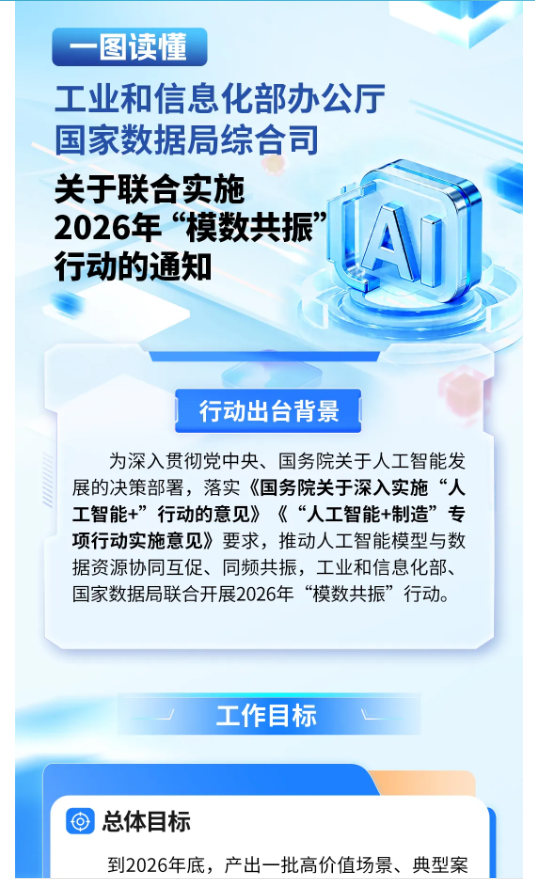 一图读懂
工业和信息化部办公厅
国家数据局综合司
关于联合实施
2026年“模数共振”
行动的通知
AI
行动出台背景
为深入贯彻党中央、国务院关于人工智能发
展的决策部署，落实《国务院关于深入实施“人
工智能+”行动的意见》《“人工智能+制造”专
项行动实施意见》要求，推动人工智能模型与数
据资源协同互促、同频共振，工业和信息化部、
国家数据局联合开展2026年“模数共振”行动。
工作目标
总体目标
到2026年底，产出一批高价值场景、典型案